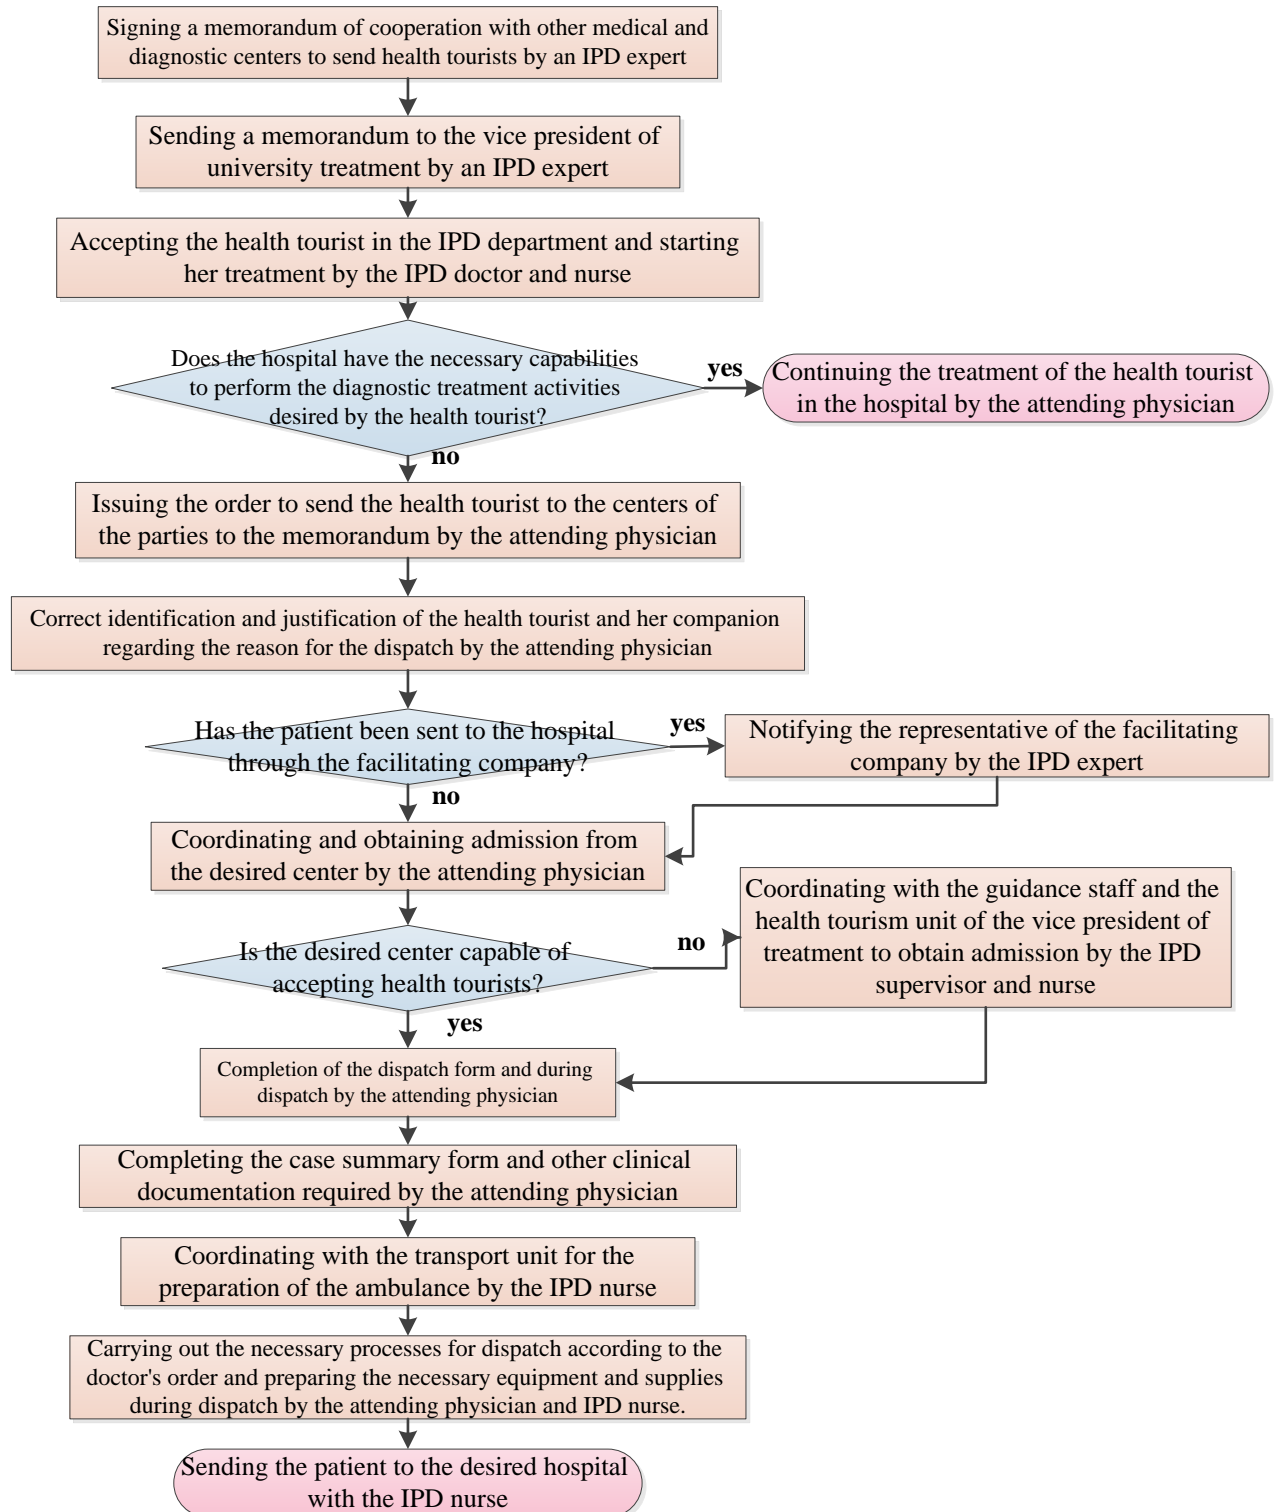 Signing a memorandum of cooperation with other medical and
diagnostic centers to send health tourists by an IPD expert
Sending a memorandum to the vice president of
university treatment by an IPD expert
Accepting the health tourist in the IPD department and starting
her treatment by the IPD doctor and nurse
Does the hospital have the necessary capabilities
to perform the diagnostic treatment activities
desired by the health tourist?
yes
Continuing the treatment of the health tourist
in the hospital by the attending physician
no
Issuing the order to send the health tourist to the centers of
the parties to the memorandum by the attending physician
Correct identification and justification of the health tourist and her companion
regarding the reason for the dispatch by the attending physician
Has the patient been sent to the hospital
through the facilitating company?
yes
Notifying the representative of the facilitating
company by the IPD expert
no
Coordinating and obtaining admission from
the desired center by the attending physician
Is the desired center capable of
accepting health tourists?
no
Coordinating with the guidance staff and the
health tourism unit of the vice president of
treatment to obtain admission by the IPD
supervisor and nurse
yes
Completion of the dispatch form and during
dispatch by the attending physician
Completing the case summary form and other clinical
documentation required by the attending physician
Coordinating with the transport unit for the
preparation of the ambulance by the IPD nurse
Carrying out the necessary processes for dispatch according to the
doctor's order and preparing the necessary equipment and supplies
during dispatch by the attending physician and IPD nurse.
Sending the patient to the desired hospital
with the IPD nurse